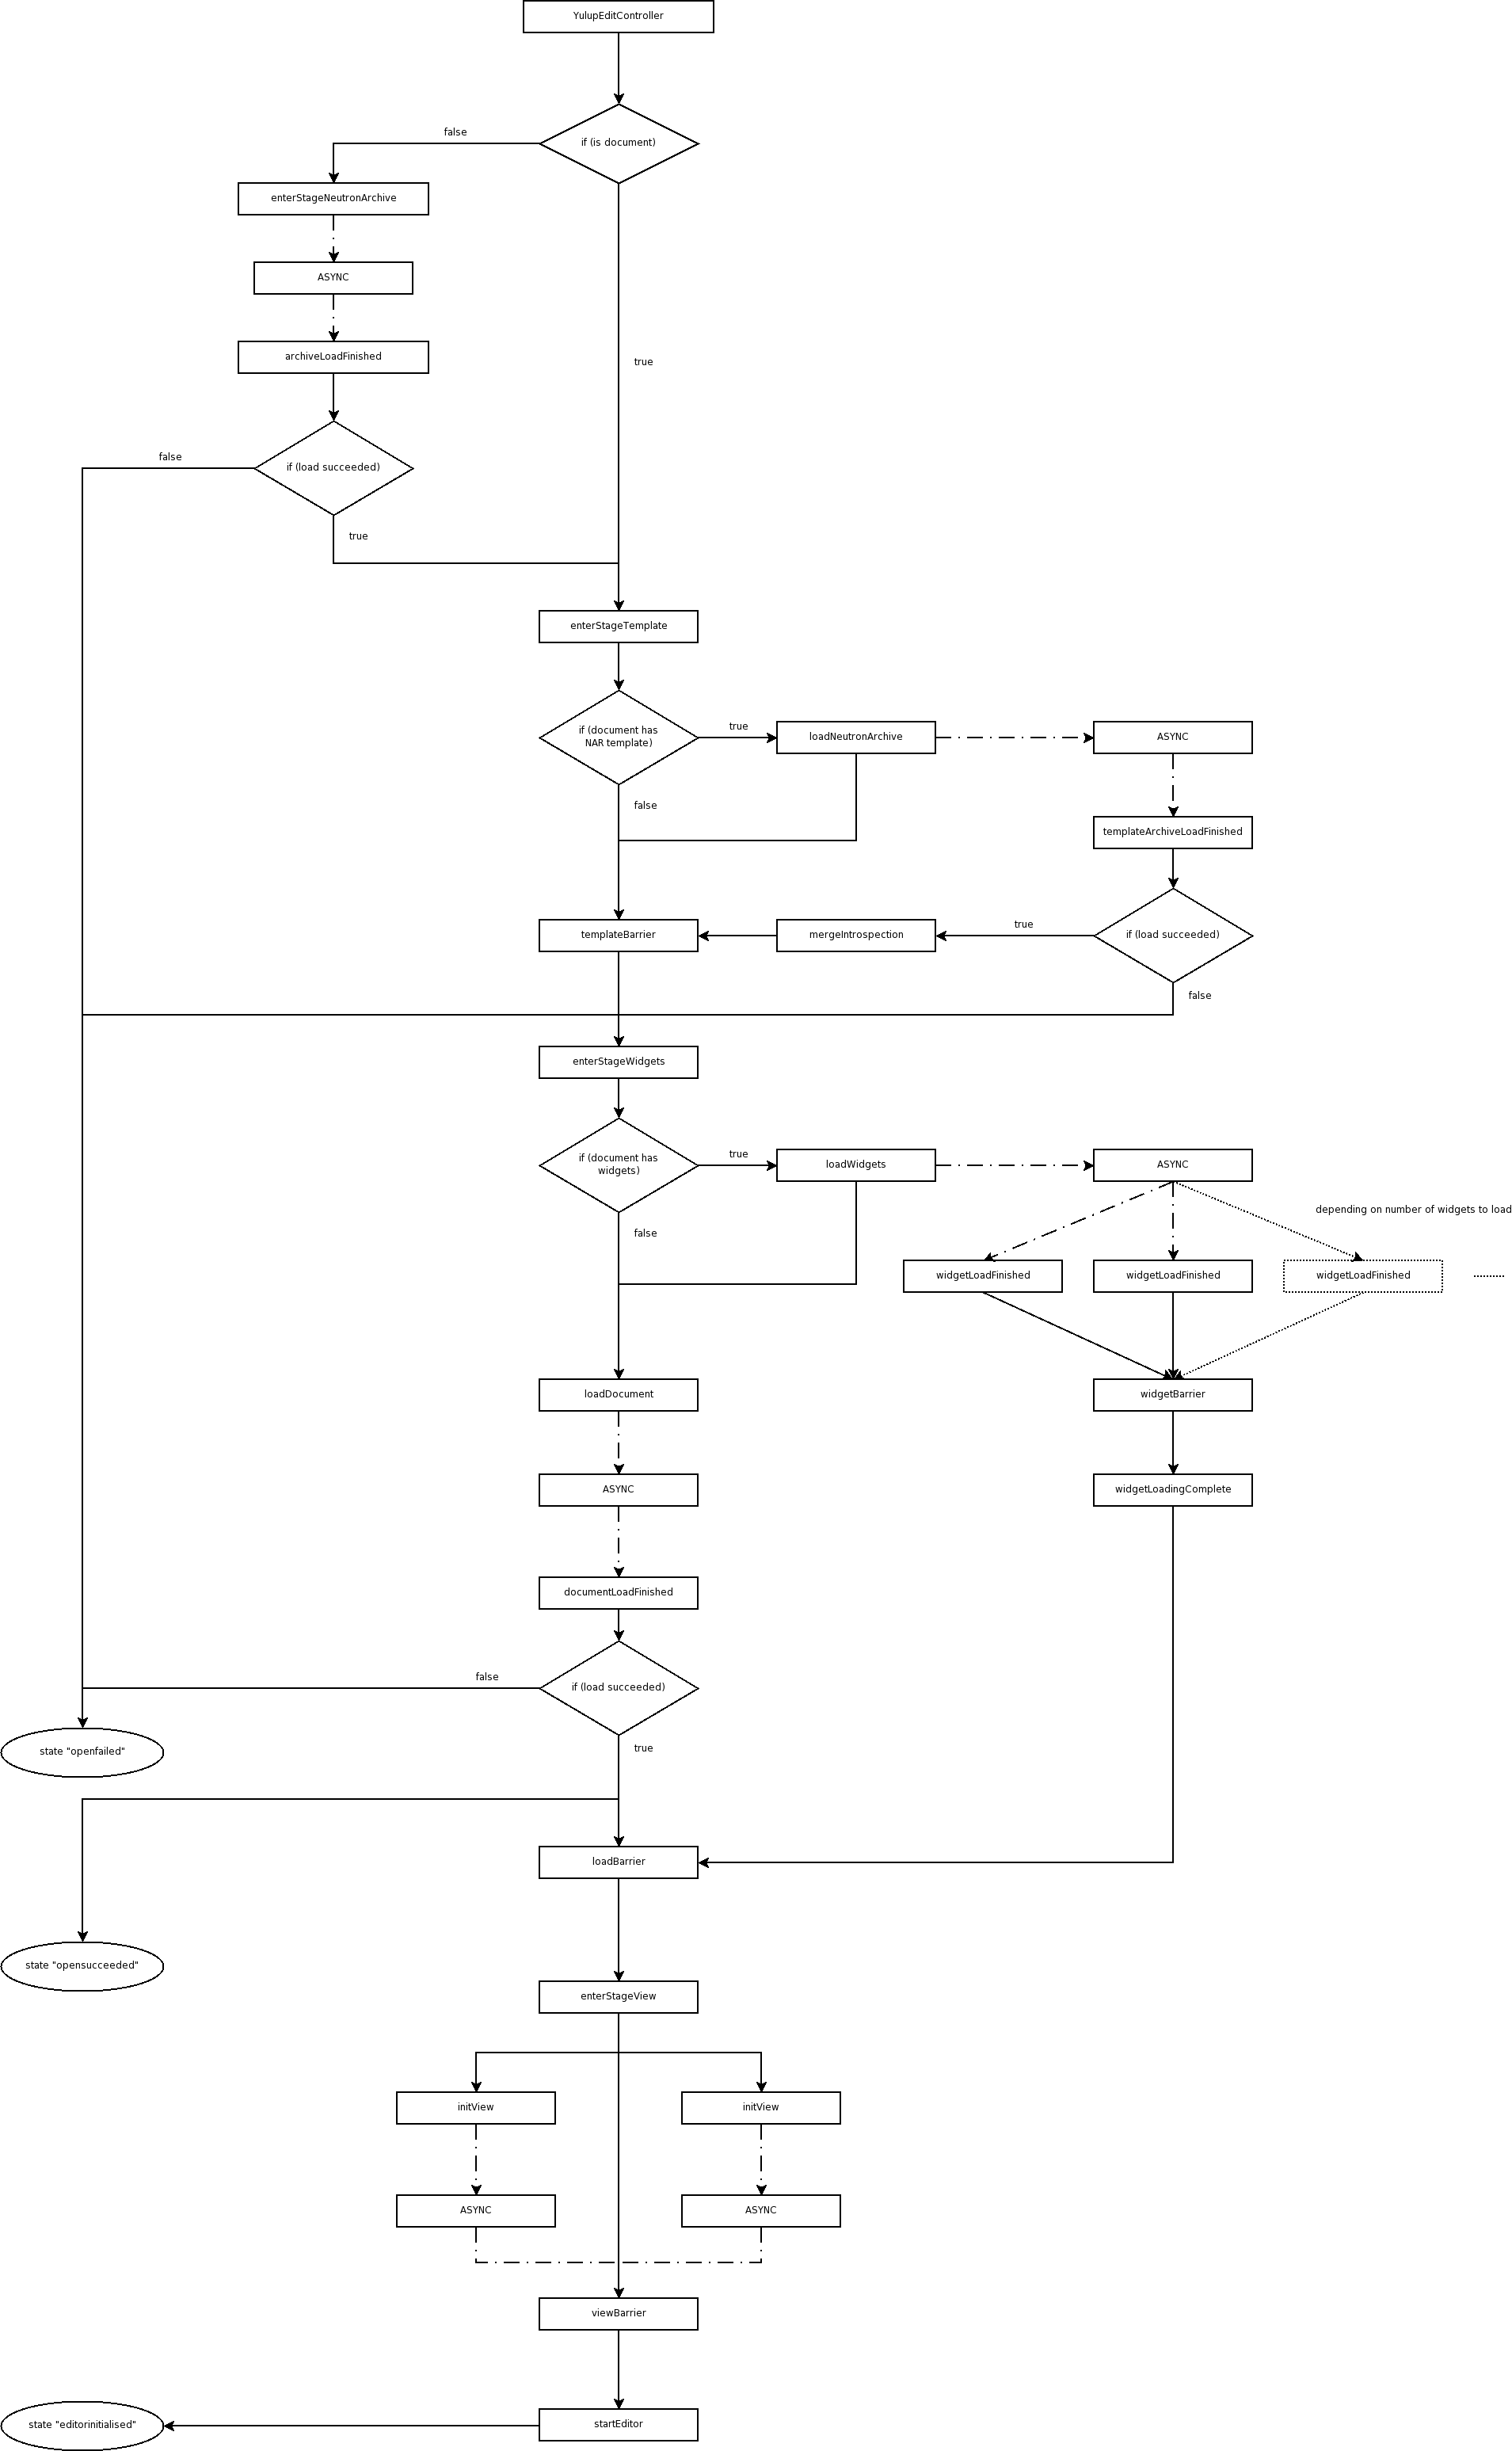 YulupEditController
if (is document)
false
enterStageNeutronArchive
ASYNC
archiveLoadFinished
true
if (load succeeded)
false
true
enterStageTemplate
if (document has
NAR template)
true
loadNeutronArchive
ASYNC
false
templateArchiveLoadFinished
templateBarrier
mergeIntrospection
true
if (load succeeded)
false
enterStageWidgets
if (document has
widgets)
true
loadWidgets
ASYNC
depending on number of widgets to load
false
widgetLoadFinished
widgetLoadFinished
widgetLoadFinished
loadDocument
widgetBarrier
ASYNC
widgetLoadingComplete
documentLoadFinished
false
if (load succeeded)
true
state "openfailed"
loadBarrier
state "opensucceeded"
enterStageView
initView
initView
ASYNC
ASYNC
viewBarrier
startEditor
state "editorinitialised"